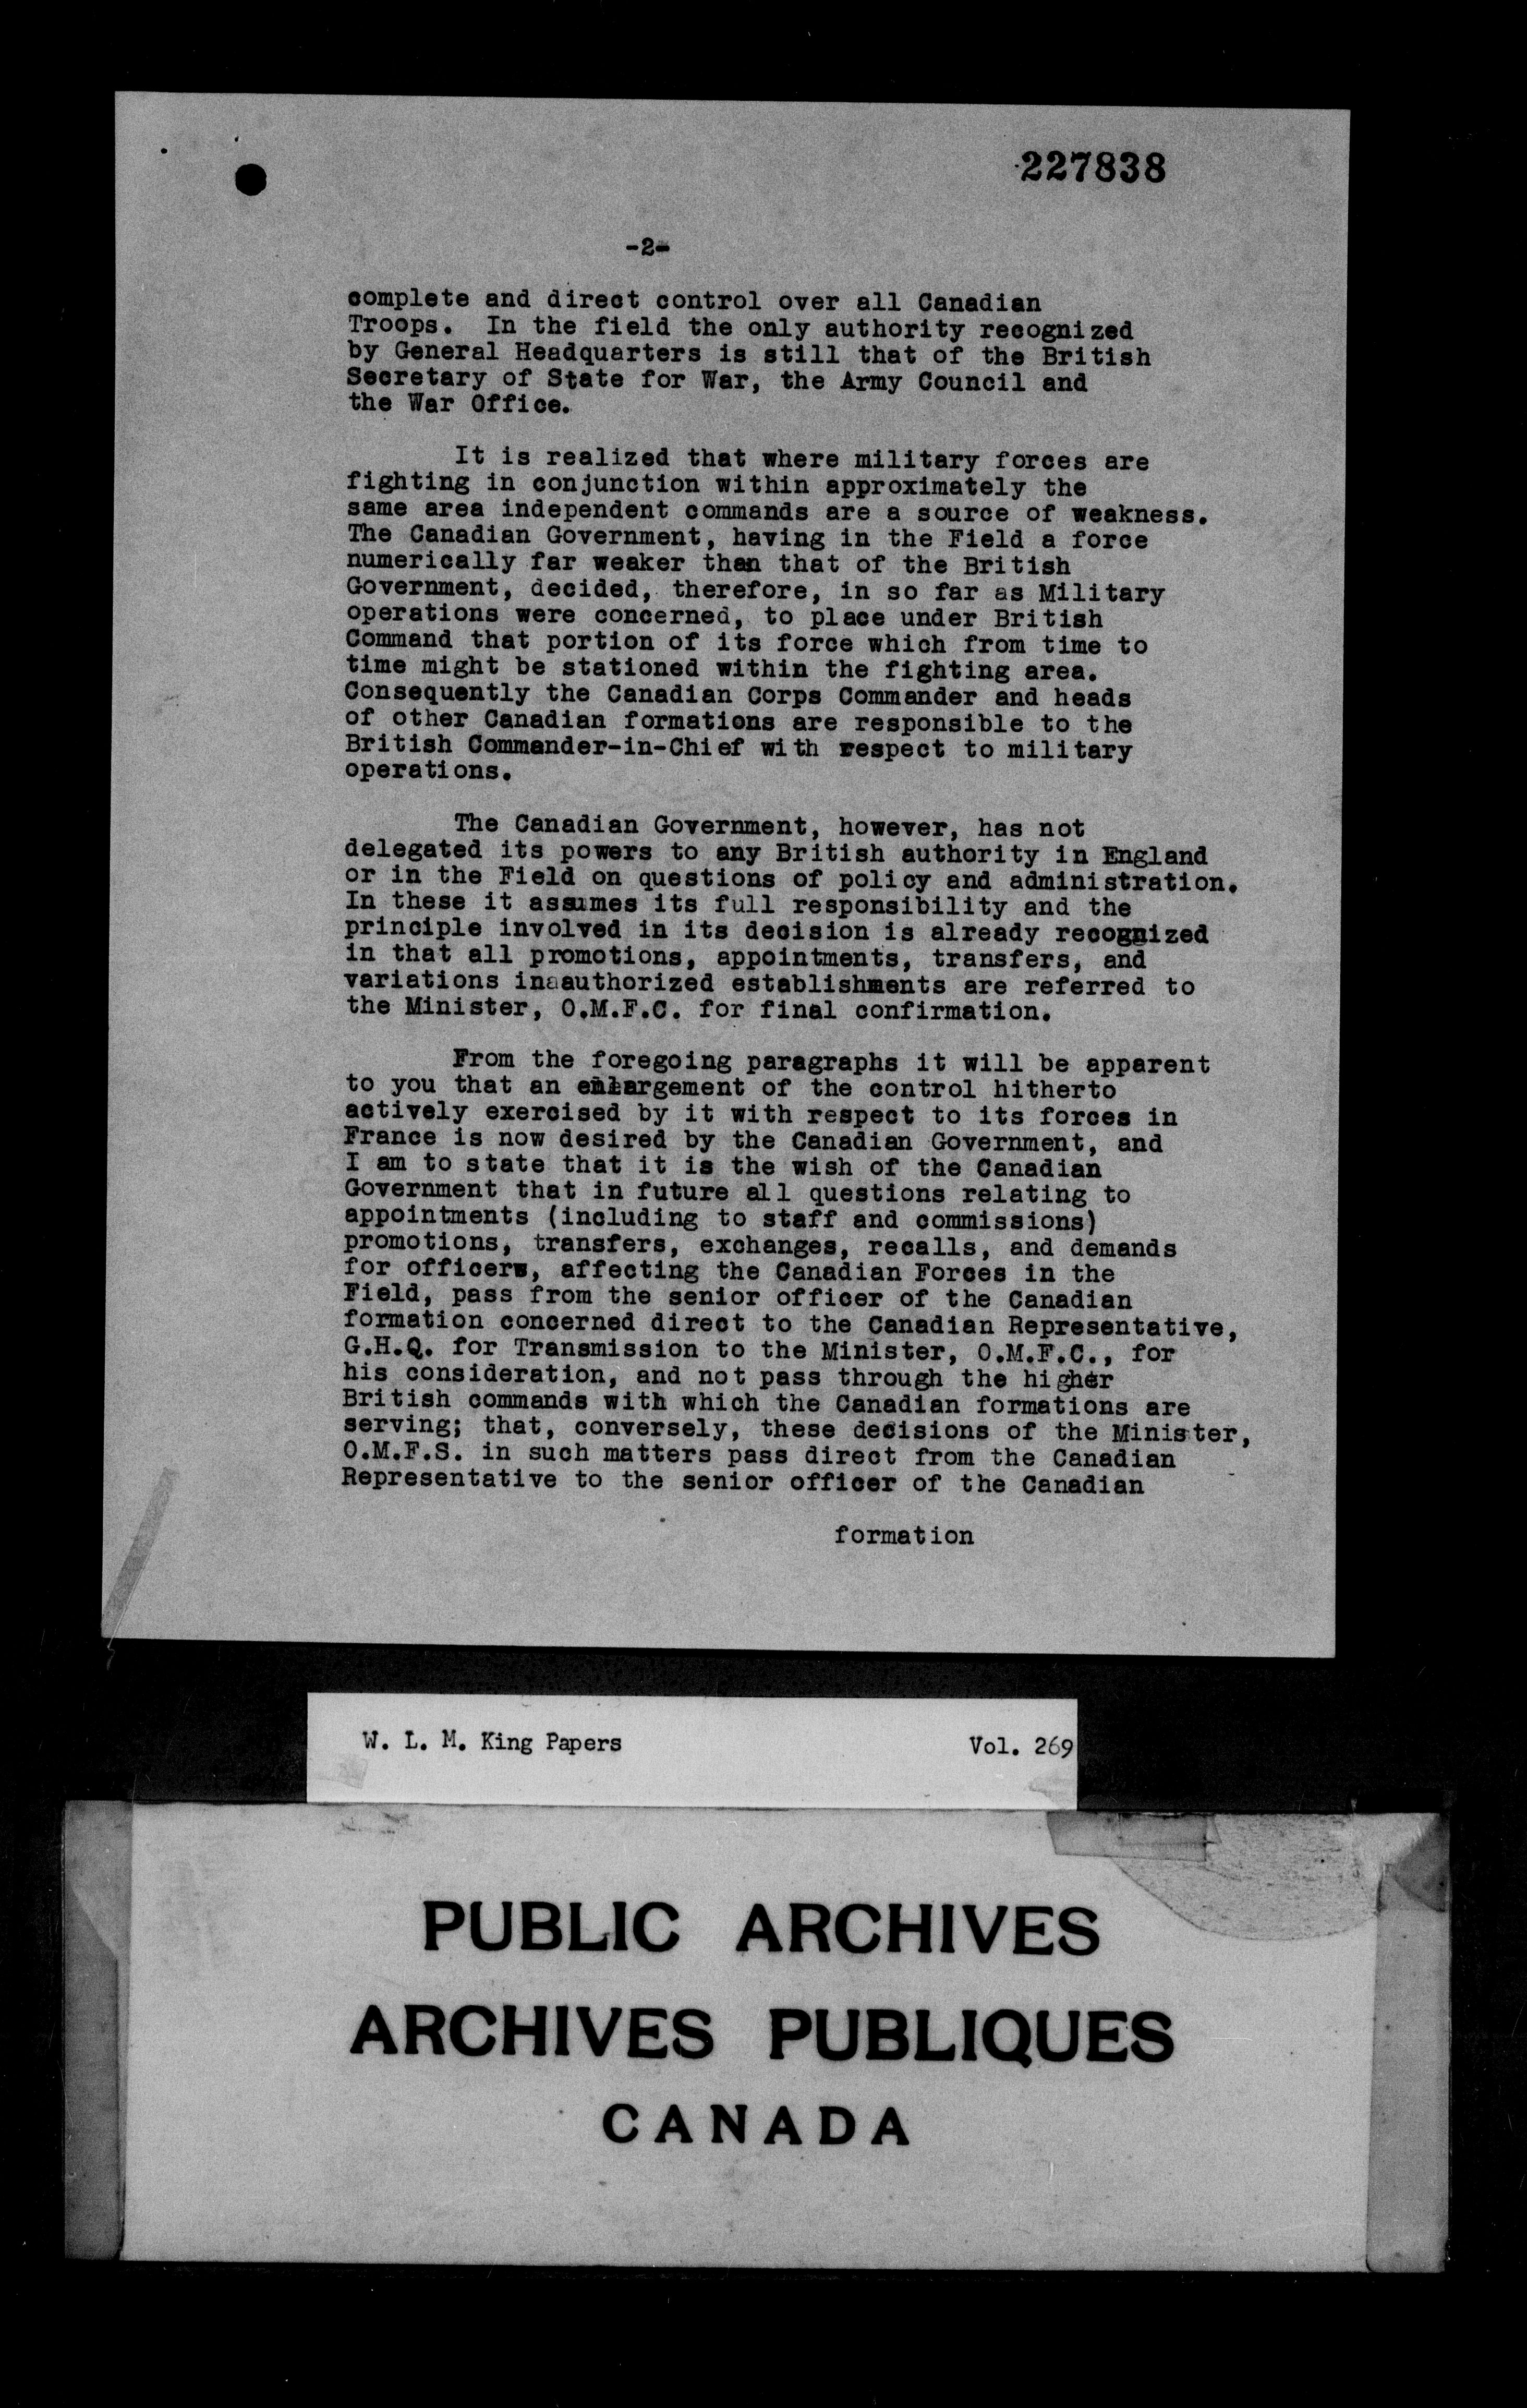 227838
-2-
complete and direct control over all Canadian
Troops. In the field the only authority recognized
by General Headquarters is still that of the British
Secretary of State for War, the Army Council and
the War Office.
It is realized that where military forces are
fighting in conjunction within approximately the
same area independent commands are a source of weakness.
The Canadian Government, having in the Field a force
numerically far weaker than that of the British
Government, decided, therefore, in so far as Military
operations were concerned, to place under British
Command that portion of its force which from time to
time might be stationed within the fighting area.
Consequently the Canadian Corps Commander and heads
of other Canadian formations are responsible to the
British Commander-in-Chief with respect to military
operations.
The Canadian Government, however, has not
delegated its powers to any British authority in England
or in the Field on questions of policy and administration.
In these it assumes its full responsibility and the
principle involved in its decision is already recognized
in that all promotions, appointments, transfers, and
variations inaauthorized establishments are referred to
the Minister, O.M.F.C. for final confirmation.
From the foregoing paragraphs it will be apparent
to you that an enlargement of the control hitherto
actively exercised by it with respect to its forces in
France is now desired by the Canadian Government, and
I am to state that it is the wish of the Canadian
Government that in future all questions relating to
appointments (including to staff and commissions)
promotions, transfers, exchanges, recalls, and demands
for officers, affecting the Canadian Forces in the
Field, pass from the senior officer of the Canadian
formation concerned direct to the Canadian Representative,
G.H.Q. for Transmission to the Minister, O.M.F.C., for
his consideration, and not pass through the higher
British commands with which the Canadian formations are
serving; that, conversely, these decisions of the Minister,
O.M.F.S. in such matters pass direct from the Canadian
Representative to the senior officer of the Canadian
formation
W. L. M. King Papers Vol. 269
PUBLIC ARCHIVES
ARCHIVES PUBLIQUES
CANADA